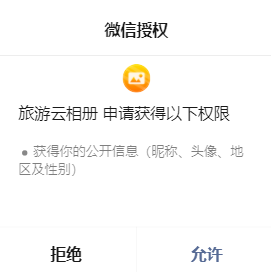 微信授权
旅游云相册 申请获得以下权限
• 获得你的公开信息（昵称、头像、地
区及性别）
拒绝 允许